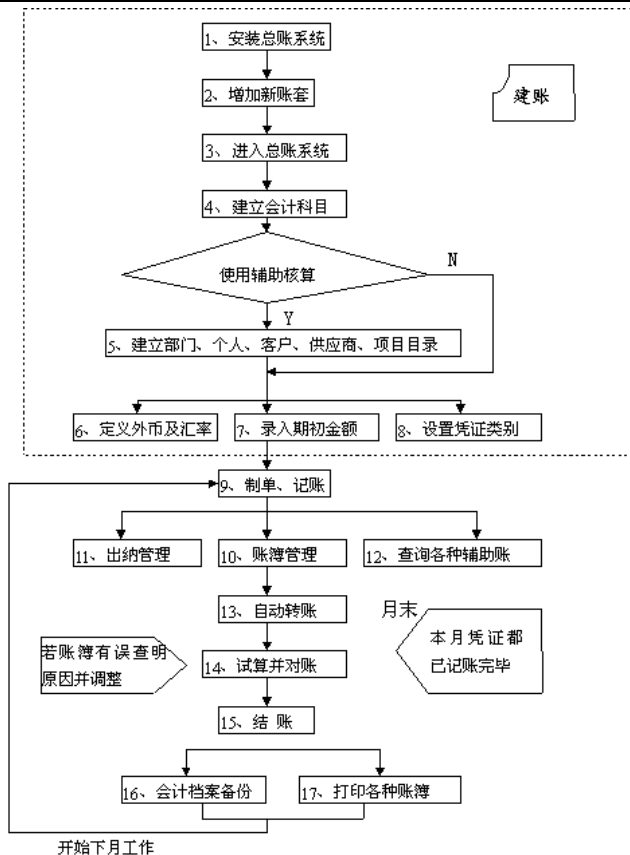 1、安装总账系统
2、增加新账套
建账
3、进入总账系统
4、建立会计科目
使用辅助核算
N
Y
5、建立部门、个人、客户、供应商、项目目录
6、定义外币及汇率
7、录入期初金额
8、设置凭证类别
9、制单、记账
11、出纳管理
10、账簿管理
12、查询各种辅助账
13、自动转账
月末
本月凭证都
已记账完毕
若账簿有误查明
原因并调整
14、试算并对账
15、结 账
16、会计档案备份
17、打印各种账簿
开始下月工作